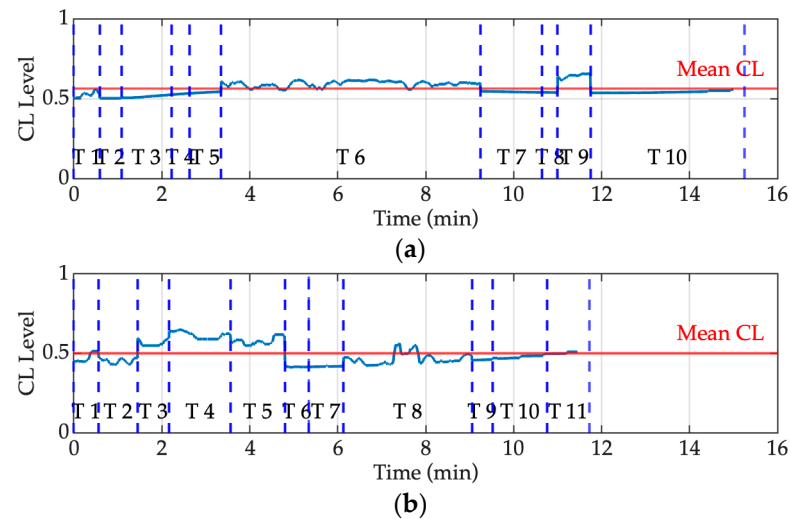 1
CL Level
Mean CL
0.5
T 1 T 2 T 3 T 4 T 5 T 6 T 7 T 8 T 9 T 10
0
0 2 4 6 8 10 12 14 16
Time (min)
(a)
1
CL Level
Mean CL
0.5
T 1 T 2 T 3 T 4 T 5 T 6 T 7 T 8 T 9 T 10 T 11
0
0 2 4 6 8 10 12 14 16
Time (min)
(b)